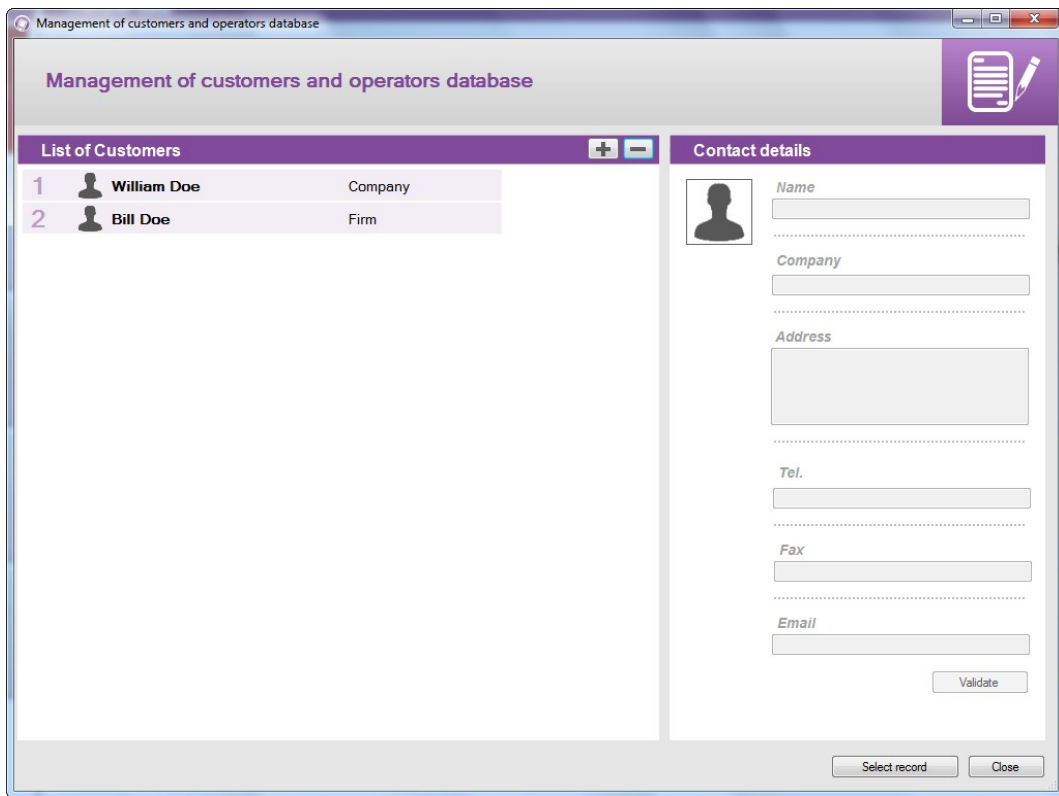 Management of customers and operators database
Management of customers and operators database
List of Customers
1 William Doe Company
2 Bill Doe Firm
Contact details
Name
Company
Address
Tel.
Fax
Email
Validate
Select record Close